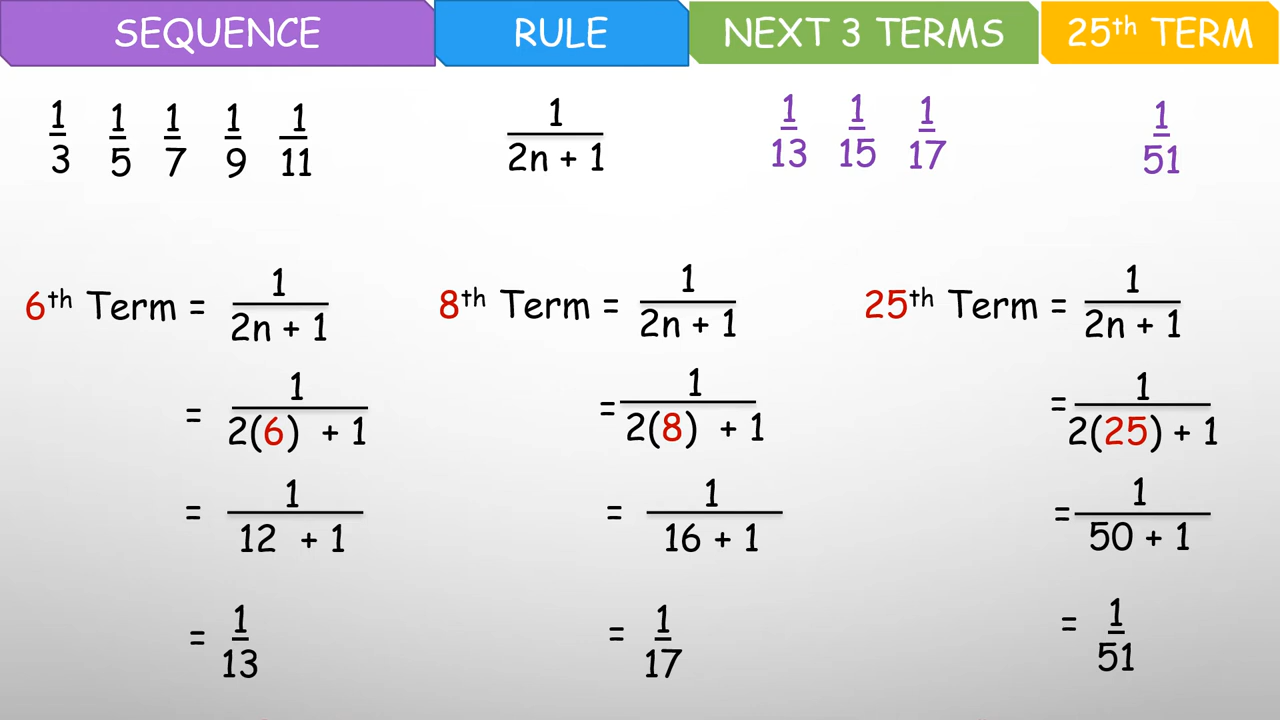 SEQUENCE RULE NEXT 3 TERMS 25th TERM
1/3 1/5 1/7 1/9 1/11 1/(2n + 1) 1/13 1/15 1/17 1/51
6th Term = 1/(2n + 1) 8th Term = 1/(2n + 1) 25th Term = 1/(2n + 1)
= 1/(2(6) + 1) = 1/(2(8) + 1) = 1/(2(25) + 1)
= 1/(12 + 1) = 1/(16 + 1) = 1/(50 + 1)
= 1/13 = 1/17 = 1/51